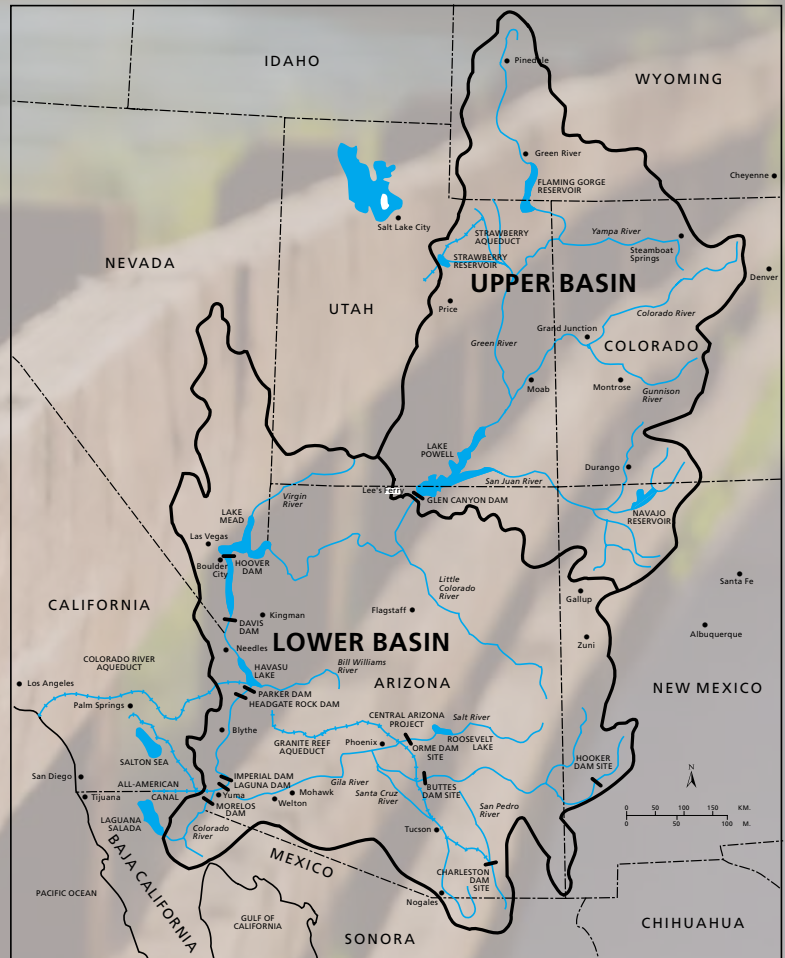 IDAHO
WYOMING
Pinedale
Green River
Cheyenne
FLAMING GORGE
RESERVOIR
Salt Lake City
STRAWBERRY
AQUEDUCT
Yampa River
Steamboat
Springs
STRAWBERRY
RESERVOIR
NEVADA
UPPER BASIN
Denver
UTAH
Price
Colorado River
Grand Junction
Green River
COLORADO
Moab
Montrose
Gunnison
River
LAKE
POWELL
Durango
San Juan River
Lee's Ferry
GLEN CANYON DAM
Virgin
River
NAVAJO
RESERVOIR
LAKE
MEAD
Las Vegas
Boulder
City
HOOVER
DAM
Santa Fe
Little
Colorado
River
Gallup
CALIFORNIA
Kingman
Flagstaff
DAVIS
DAM
Albuquerque
Zuni
LOWER BASIN
Needles
COLORADO RIVER
AQUEDUCT
HAVASU
LAKE
Bill Williams
River
Los Angeles
ARIZONA
NEW MEXICO
PARKER DAM
HEADGATE ROCK DAM
Palm Springs
CENTRAL ARIZONA
PROJECT
Salt River
Blythe
GRANITE REEF
AQUEDUCT
Phoenix
ROOSEVELT
LAKE
ORME DAM
SITE
HOOKER
DAM SITE
SALTON SEA
San Diego
IMPERIAL DAM
LAGUNA DAM
ALL-AMERICAN
CANAL
Gila River
Mohawk
Yuma
Welton
Santa Cruz
River
BUTTES
DAM SITE
N
Tijuana
MORELOS
DAM
San Pedro
River
0 50 100 150 KM.
0 50 100 M.
LAGUANA
SALADA
Colorado
River
Tucson
MEXICO
CHARLESTON
DAM
SITE
BAJA CALIFORNIA
PACIFIC OCEAN
Nogales
GULF OF
CALIFORNIA
SONORA
CHIHUAHUA